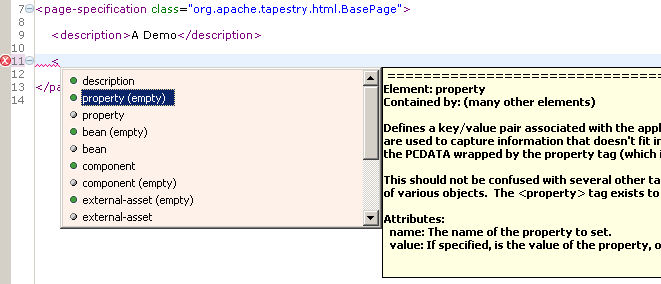 7 <page-specification class="org.apache.tapestry.html.BasePage">
8
9 <description>A Demo</description>
10
11 <
12
13 </pa
14
description
property (empty)
property
bean (empty)
bean
component
component (empty)
external-asset (empty)
external-asset
Element: property
Contained by: (many other elements)
Defines a key/value pair associated with the appl
are used to capture information that doesn't fit in
the PCDATA wrapped by the property tag (which i
This should not be confused with several other ta
of various objects. The <property> tag exists to
Attributes:
name: The name of the property to set.
value: If specified, is the value of the property, o